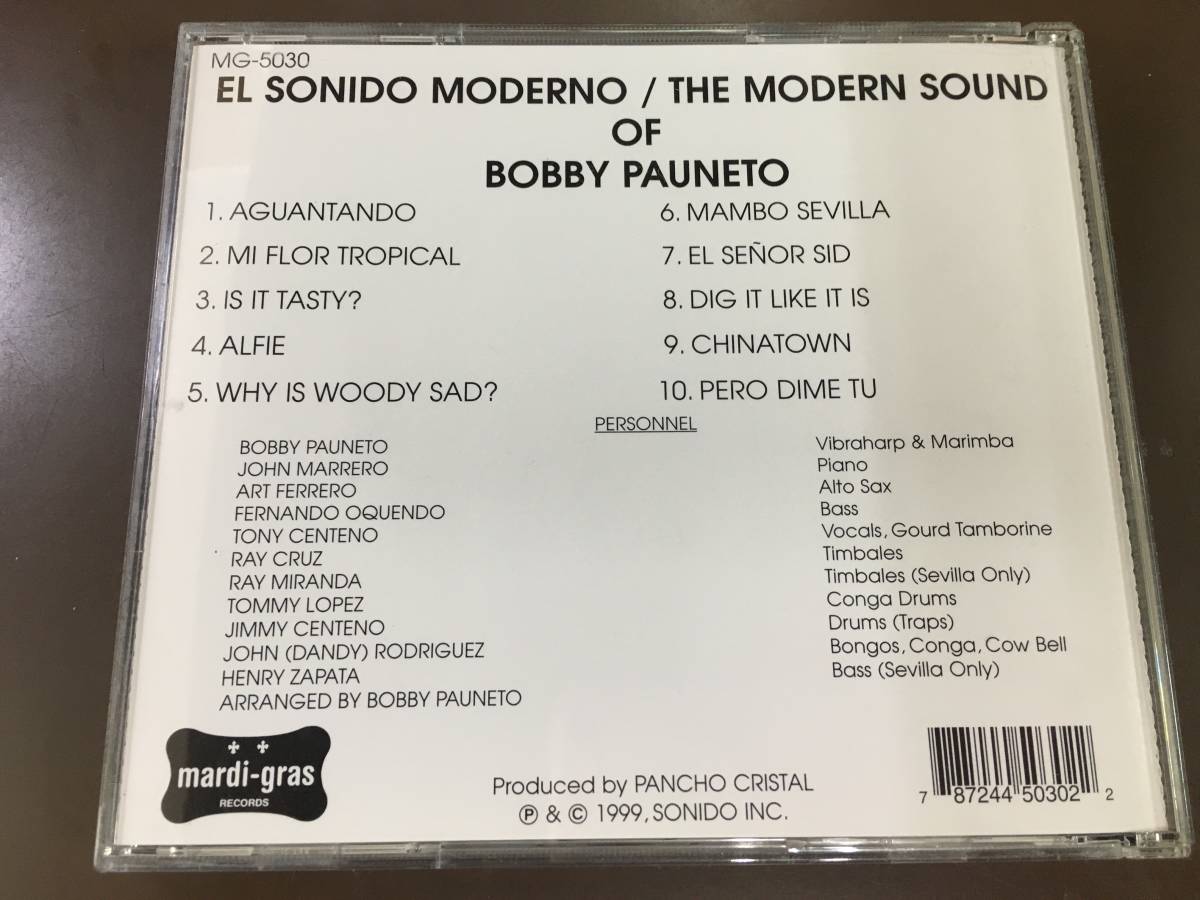 MG-5030
EL SONIDO MODERNO / THE MODERN SOUND
OF
BOBBY PAUNETO
1. AGUANTANDO
2. MI FLOR TROPICAL
3. IS IT TASTY?
4. ALFIE
5. WHY IS WOODY SAD?
6. MAMBO SEVILLA
7. EL SEÑOR SID
8. DIG IT LIKE IT IS
9. CHINATOWN
10. PERO DIME TU
PERSONNEL
BOBBY PAUNETO Vibraharp & Marimba
JOHN MARRERO Piano
ART FERRERO Alto Sax
FERNANDO OQUENDO Bass
TONY CENTENO Vocals, Gourd Tamborine
RAY CRUZ Timbales
RAY MIRANDA Timbales (Sevilla Only)
TOMMY LOPEZ Conga Drums
JIMMY CENTENO Drums (Traps)
JOHN (DANDY) RODRIGUEZ Bongos, Conga, Cow Bell
HENRY ZAPATA Bass (Sevilla Only)
ARRANGED BY BOBBY PAUNETO
mardi-gras
RECORDS
Produced by PANCHO CRISTAL
℗ & © 1999, SONIDO INC.
7 87244 50302 2